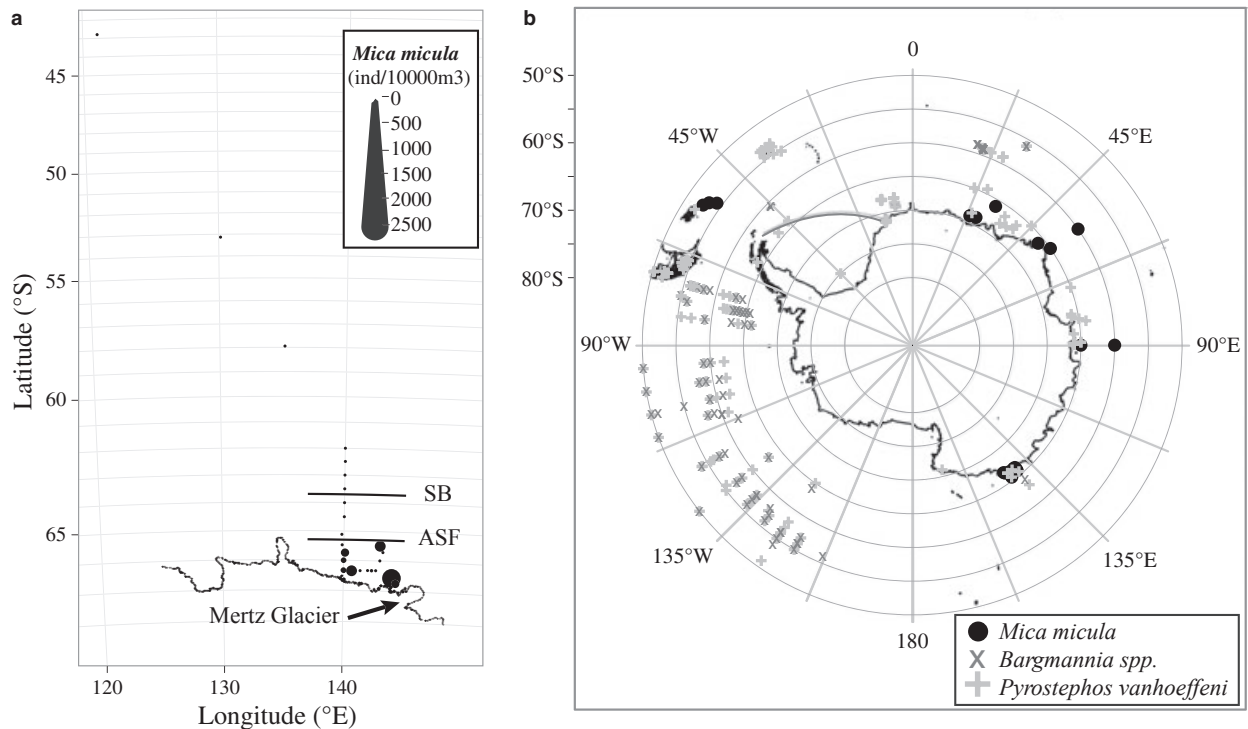 a
Mica micula
(ind/10000m3)
0
500
1000
1500
2000
2500
45
50
55
60
65
Latitude (°S)
SB
ASF
Mertz Glacier
120
130
140
Longitude (°E)
b
50°S
60°S
70°S
80°S
0
45°W
45°E
90°W
90°E
135°W
135°E
180
Mica micula
Bargmannia spp.
Pyrostephos vanhoeffeni